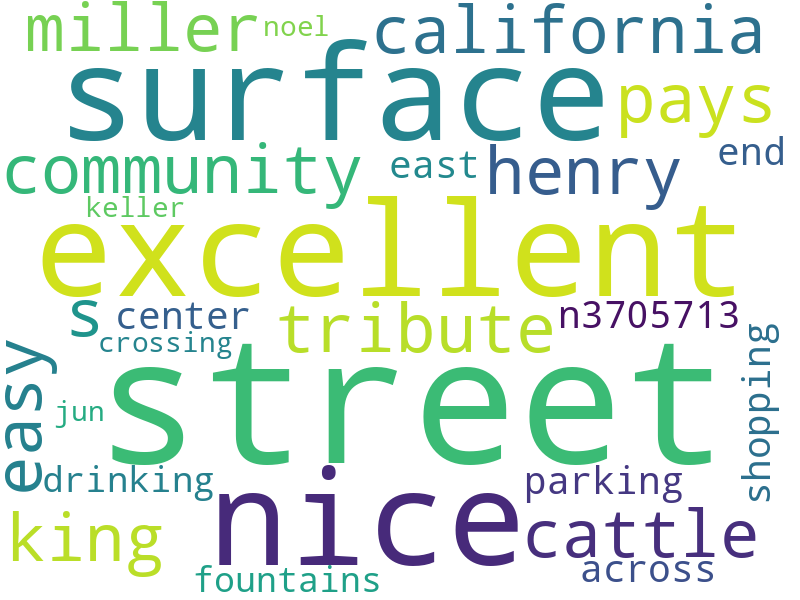 miller
noel
california
surface
pays
community
east
henry
end
keller
excellent
s
center
tribute
n3705713
crossing
easy
street
shopping
jun
drinking
nice
parking
king
cattle
fountains
across